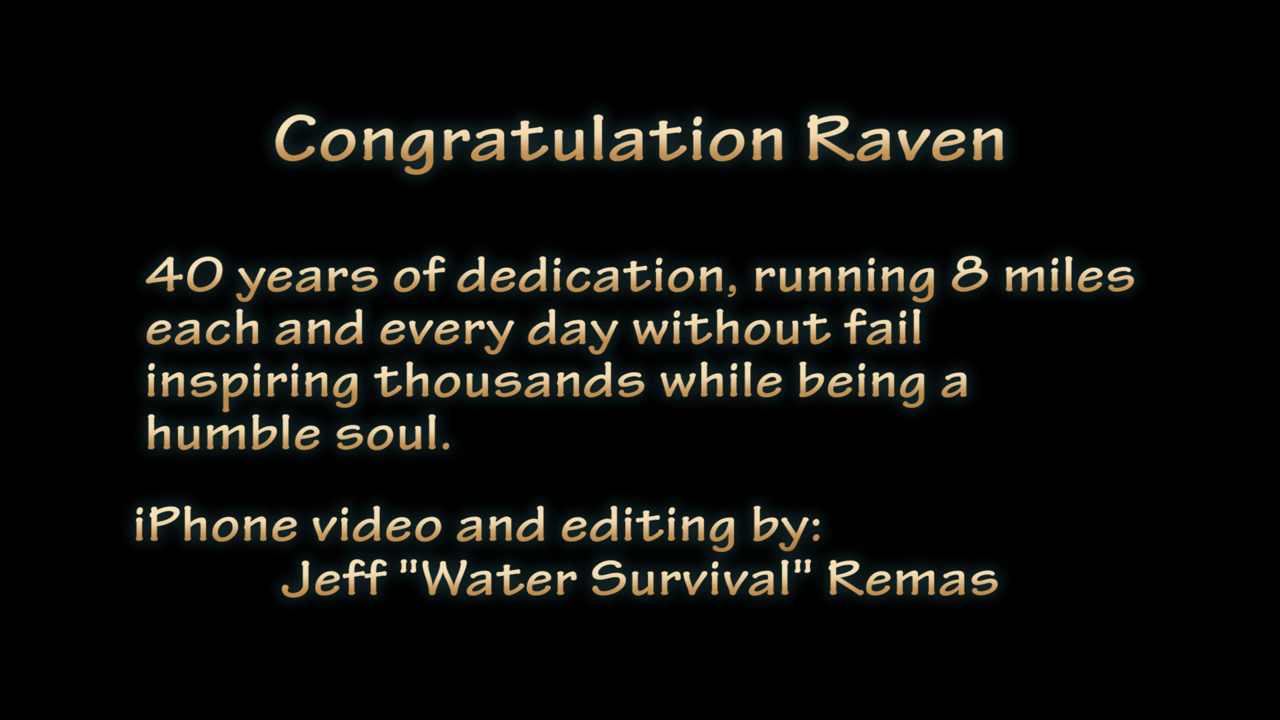 Congratulation Raven
40 years of dedication, running 8 miles
each and every day without fail
inspiring thousands while being a
humble soul.
iPhone video and editing by:
Jeff "Water Survival" Remas